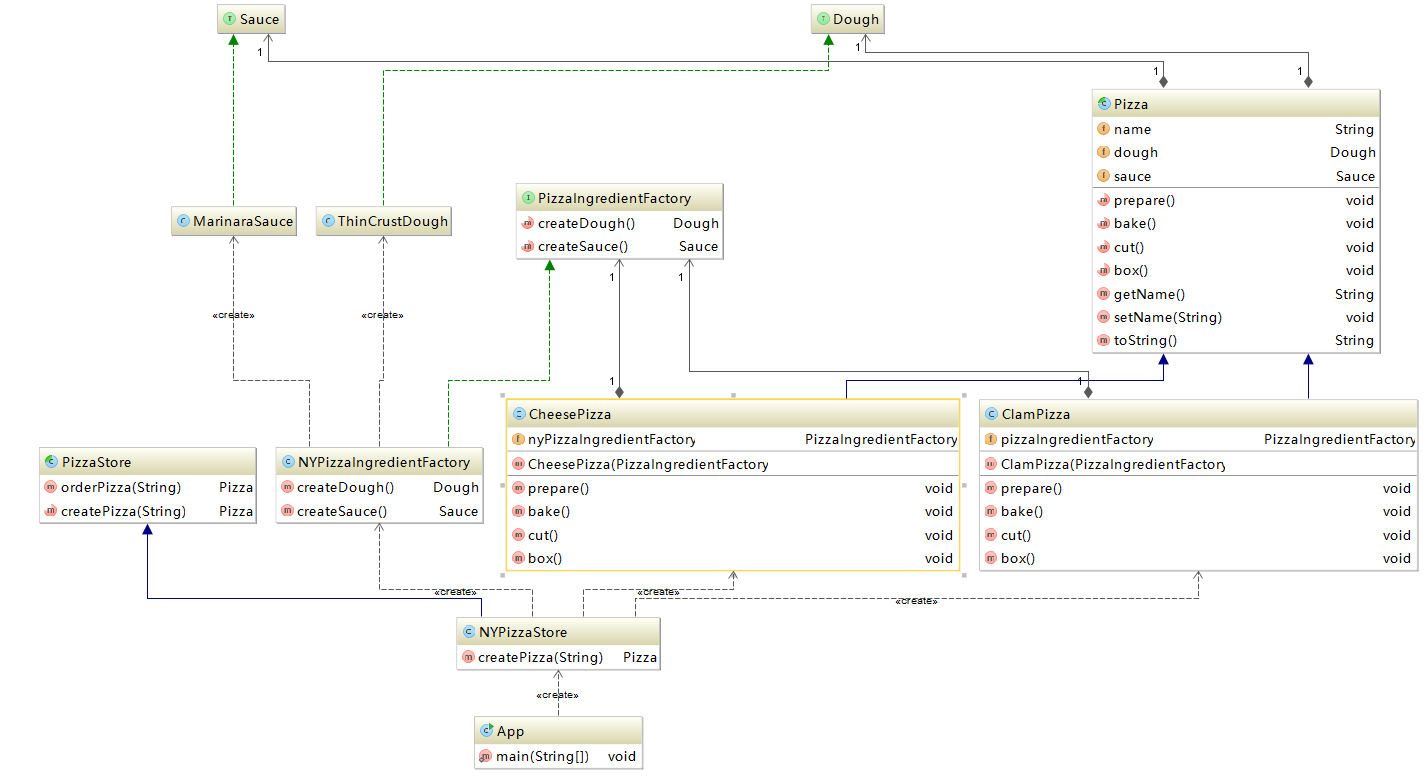 Sauce
Dough
1
1
1
1
Pizza
name String
dough Dough
sauce Sauce
prepare() void
bake() void
cut() void
box() void
getName() String
setName(String) void
toString() String
PizzaIngredientFactory
createDough() Dough
createSauce() Sauce
MarinaraSauce
ThinCrustDough
1
1
«create»
«create»
1
1
CheesePizza
nyPizzaIngredientFactory PizzaIngredientFactory
CheesePizza(PizzaIngredientFactory
prepare() void
bake() void
cut() void
box() void
ClamPizza
pizzaIngredientFactory PizzaIngredientFactory
ClamPizza(PizzaIngredientFactory
prepare() void
bake() void
cut() void
box() void
PizzaStore
orderPizza(String) Pizza
createPizza(String) Pizza
NYPizzaIngredientFactory
createDough() Dough
createSauce() Sauce
«create»
«create»
«create»
NYPizzaStore
createPizza(String) Pizza
«create»
App
main(String[]) void